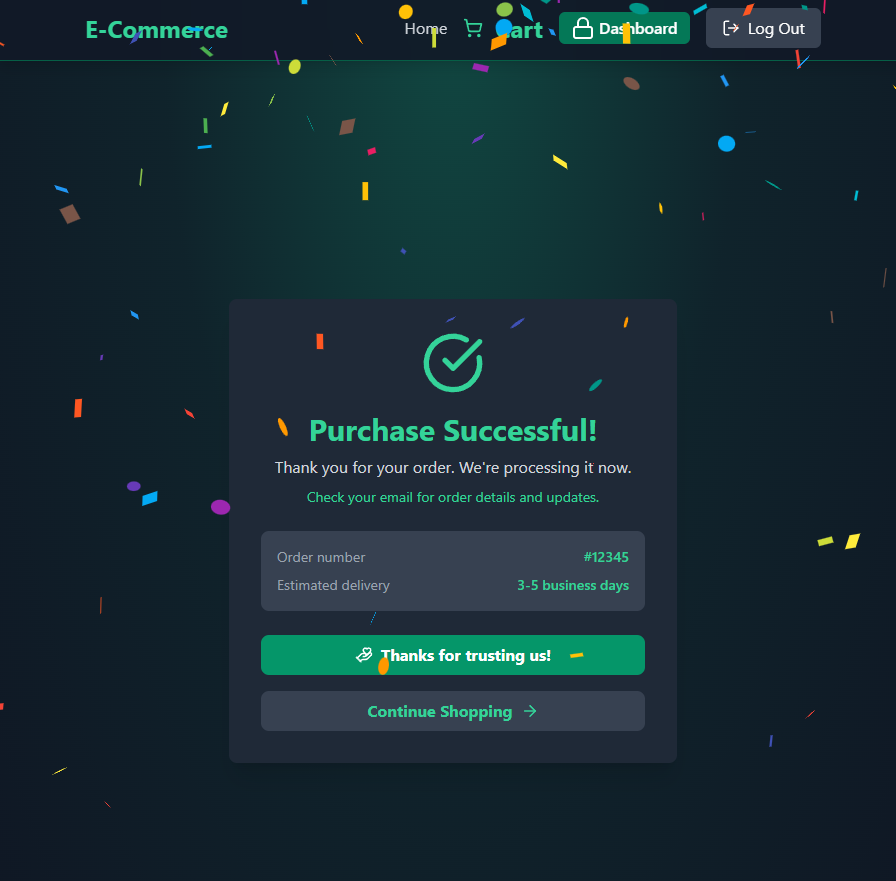 E-Commerce
Home
Cart
Dashboard
Log Out
Purchase Successful!
Thank you for your order. We're processing it now.
Check your email for order details and updates.
Order number #12345
Estimated delivery 3-5 business days
Thanks for trusting us!
Continue Shopping